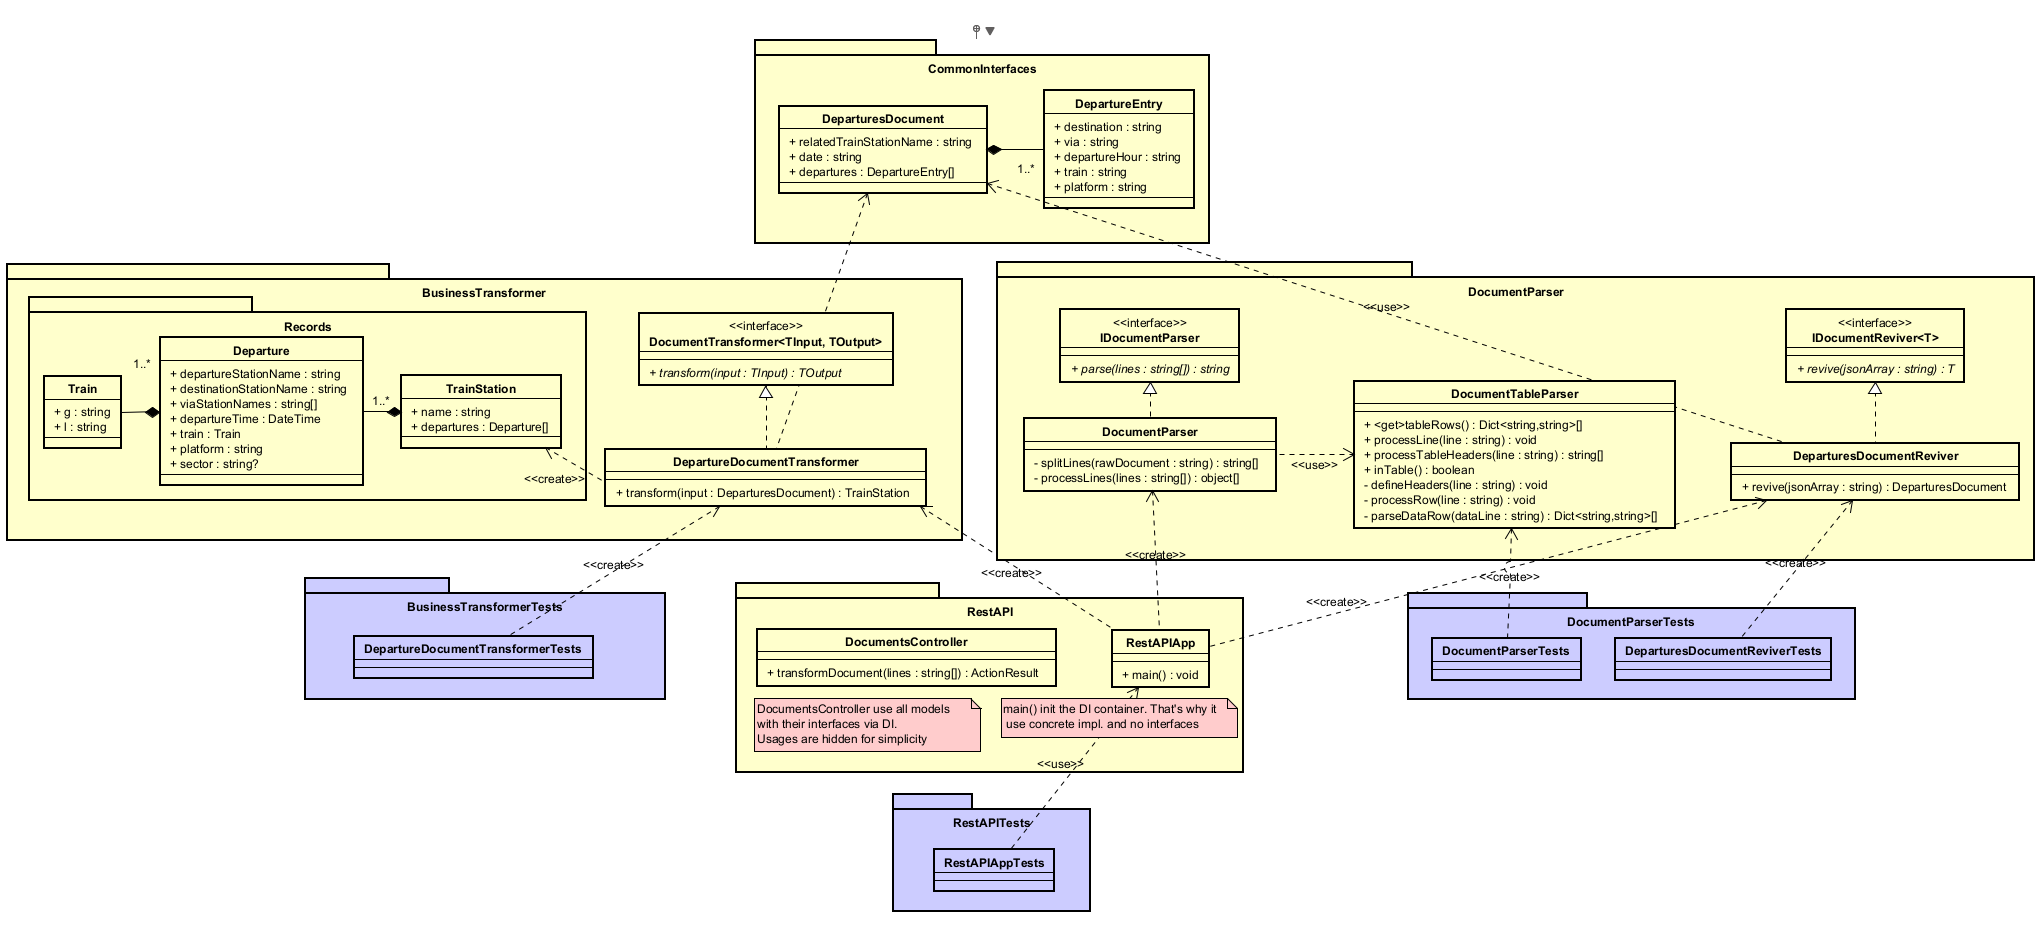 CommonInterfaces
DeparturesDocument
+ relatedTrainStationName : string
+ date : string
+ departures : DepartureEntry[]
1..*
DepartureEntry
+ destination : string
+ via : string
+ departureHour : string
+ train : string
+ platform : string
BusinessTransformer
Records
Train
+ g : string
+ l : string
1..*
Departure
+ departureStationName : string
+ destinationStationName : string
+ viaStationNames : string[]
+ departureTime : DateTime
+ train : Train
+ platform : string
+ sector : string?
1..*
TrainStation
+ name : string
+ departures : Departure[]
<<create>>
<<interface>>
DocumentTransformer<TInput, TOutput>
+ transform(input : TInput) : TOutput
DepartureDocumentTransformer
+ transform(input : DeparturesDocument) : TrainStation
DocumentParser
<<use>>
<<interface>>
IDocumentParser
+ parse(lines : string[]) : string
DocumentParser
- splitLines(rawDocument : string) : string[]
- processLines(lines : string[]) : object[]
<<use>>
DocumentTableParser
+ <get>tableRows() : Dict<string,string>[]
+ processLine(line : string) : void
+ processTableHeaders(line : string) : string[]
+ inTable() : boolean
- defineHeaders(line : string) : void
- processRow(line : string) : void
- parseDataRow(dataLine : string) : Dict<string,string>[]
<<interface>>
IDocumentReviver<T>
+ revive(jsonArray : string) : T
DeparturesDocumentReviver
+ revive(jsonArray : string) : DeparturesDocument
<<create>>
<<create>>
<<create>>
<<create>>
<<create>>
<<create>>
BusinessTransformerTests
DepartureDocumentTransformerTests
RestAPI
DocumentsController
+ transformDocument(lines : string[]) : ActionResult
RestAPIApp
+ main() : void
DocumentsController use all models
with their interfaces via DI.
Usages are hidden for simplicity
main() init the DI container. That's why it
use concrete impl. and no interfaces
<<use>>
DocumentParserTests
DocumentParserTests
DeparturesDocumentReviverTests
RestAPITests
RestAPIAppTests